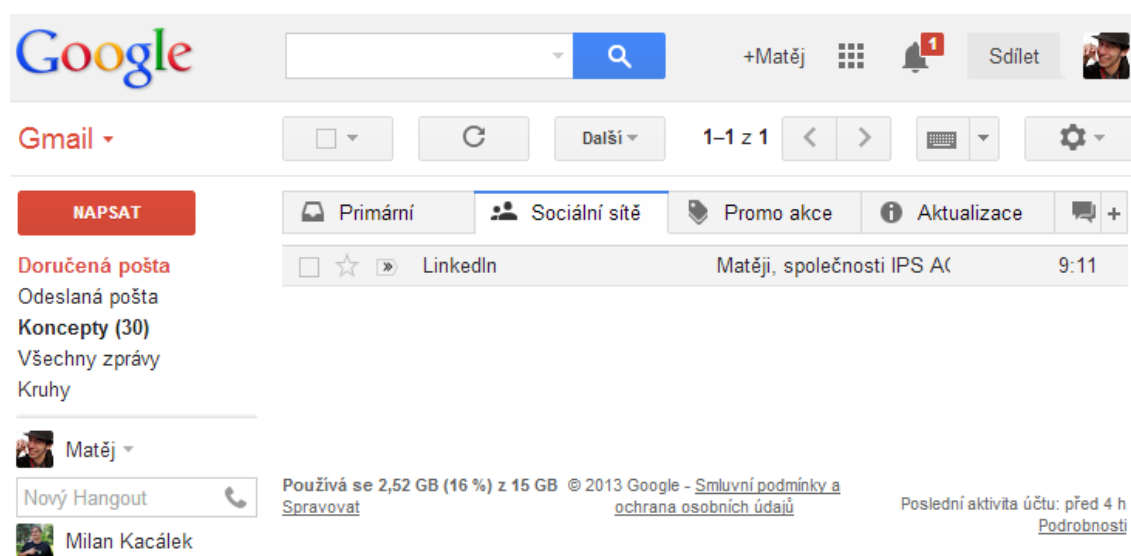 Google
+Matěj
1
Sdílet
Gmail
Další
1–1 z 1
NAPSAT
Primární
Sociální sítě
Promo akce
Aktualizace
+
Doručená pošta
LinkedIn
Matěji, společnosti IPS
9:11
Odeslaná pošta
Koncepty (30)
Všechny zprávy
Kruhy
Matěj
Nový Hangout
Používá se 2,52 GB (16 %) z 15 GB
Spravovat
© 2013 Google - Smluvní podmínky a
ochrana osobních údajů
Poslední aktivita účtu: před 4 h
Podrobnosti
Milan Kacálek